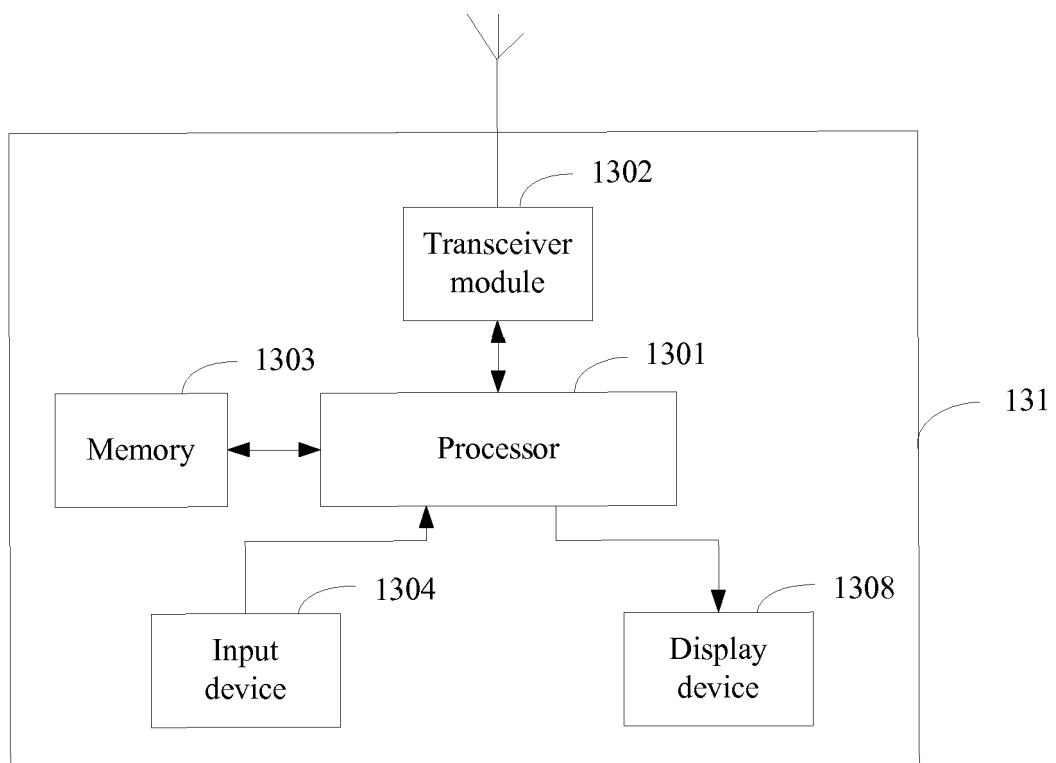 1302
Transceiver
module
1303
1301
131
Memory
Processor
1304
1308
Input
device
Display
device